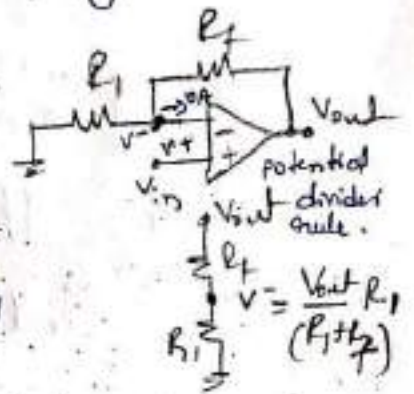 Rf
R1
→ 0A
V-
V+
-
+
Vout
Vin
potential
divider
rule.
Vout
Rf
V- = Vout R1
(R1+Rf)
R1